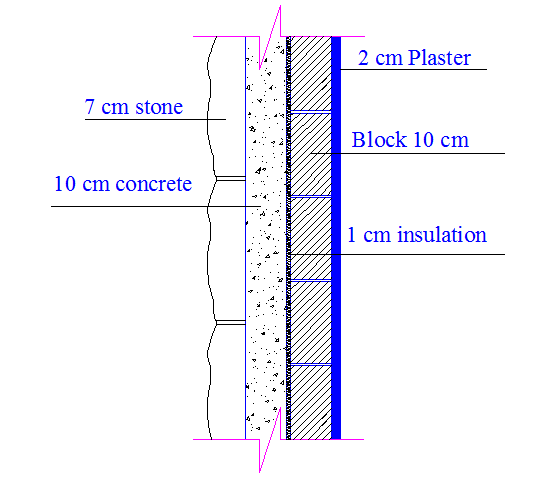 2 cm Plaster
7 cm stone
Block 10 cm
10 cm concrete
1 cm insulation